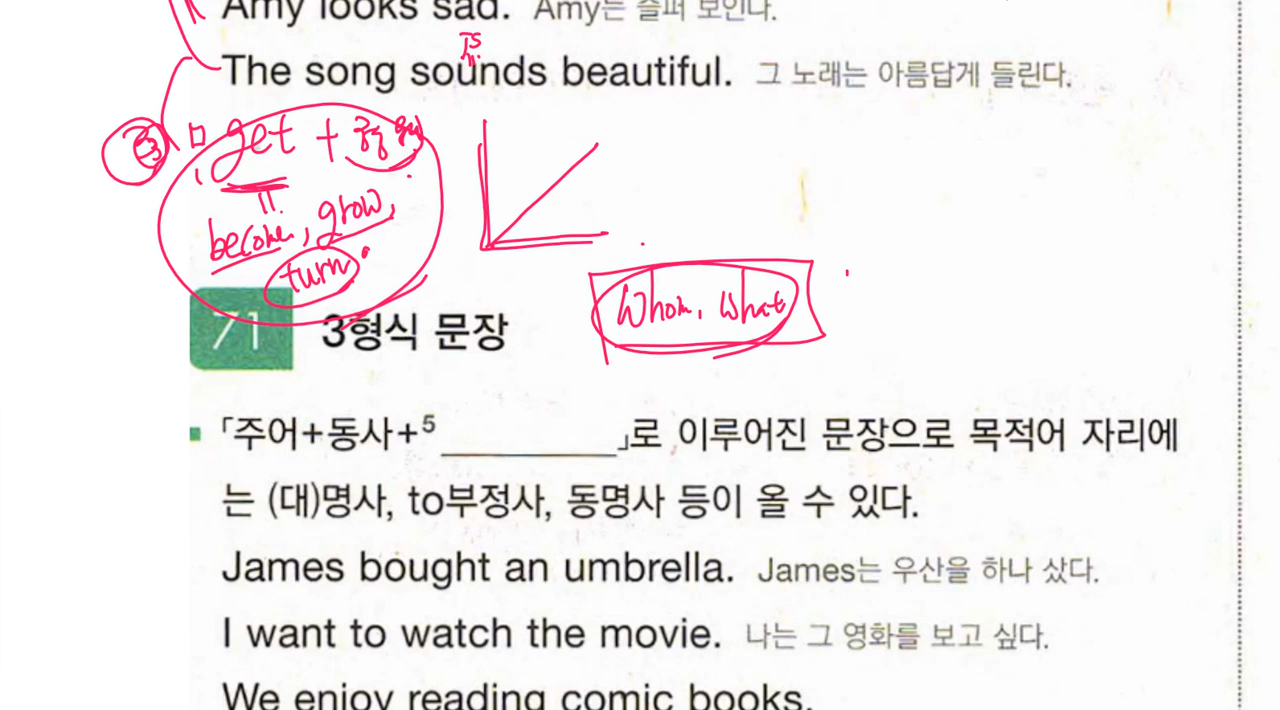 Amy looks sad. Amy는 슬퍼 보인다.
is
The song sounds beautiful. 그 노래는 아름답게 들린다.
get +
become, grow,
turn
whom, what
71 3형식 문장
「주어+동사+5 ________」로 이루어진 문장으로 목적어 자리에
는 (대)명사, to부정사, 동명사 등이 올 수 있다.
James bought an umbrella. James는 우산을 하나 샀다.
I want to watch the movie. 나는 그 영화를 보고 싶다.
We enjoy reading comic books.